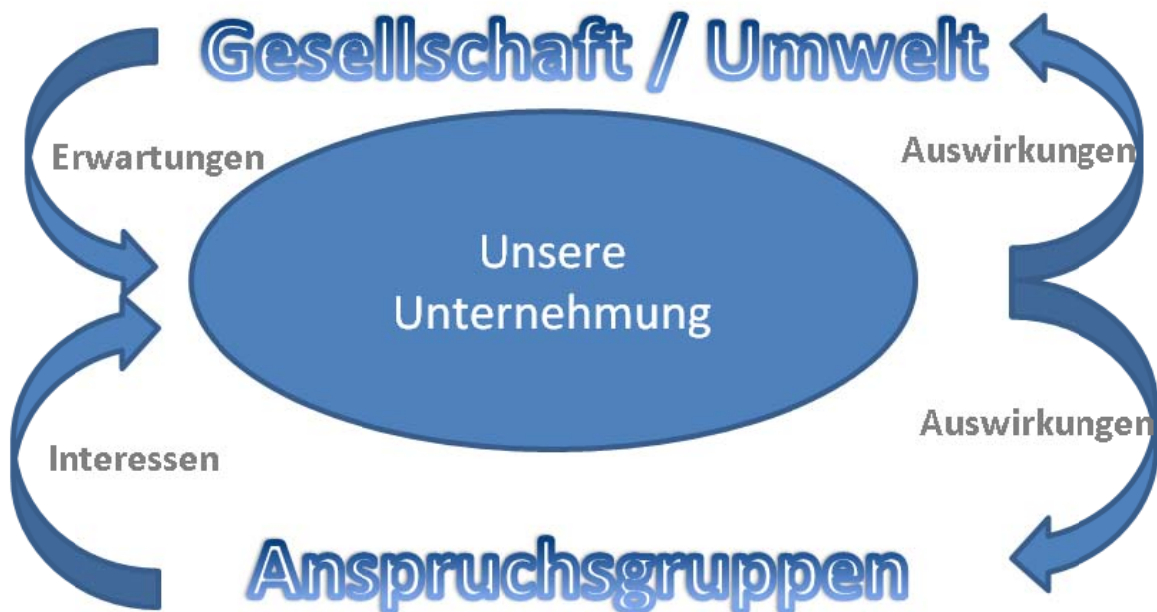 Gesellschaft / Umwelt
Erwartungen
Auswirkungen
Unsere
Unternehmung
Interessen
Auswirkungen
Anspruchsgruppen